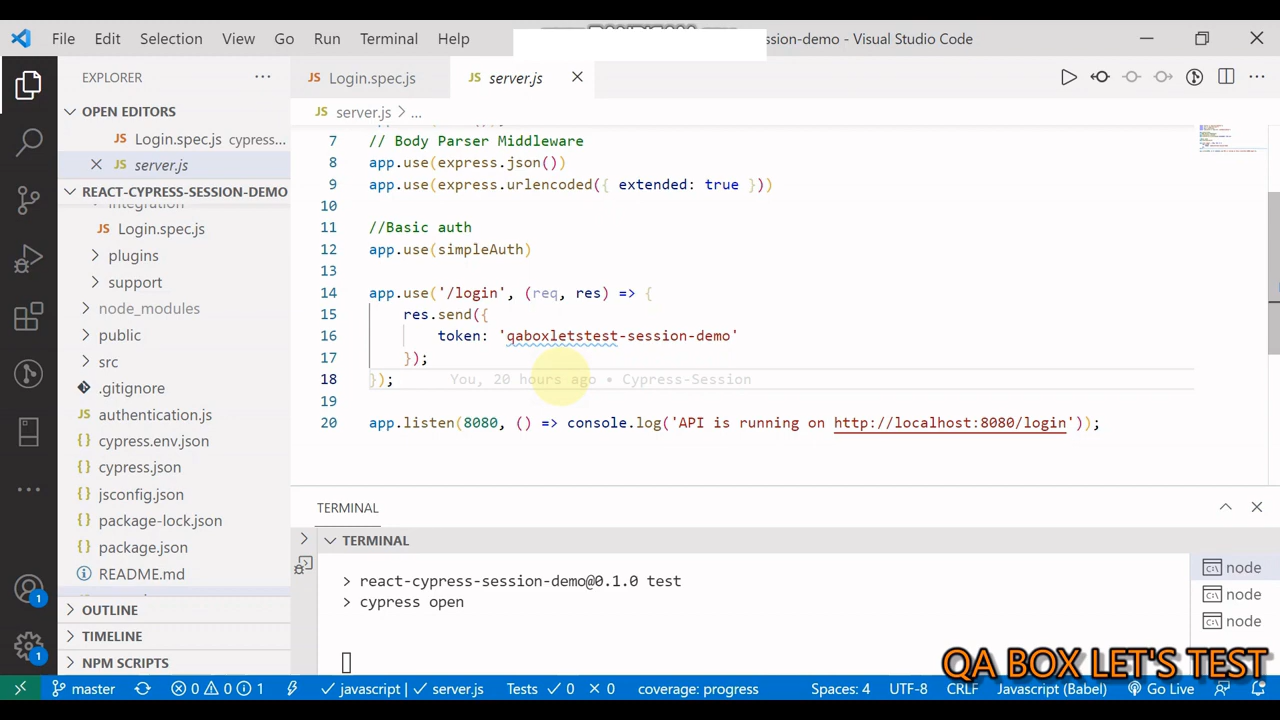 File Edit Selection View Go Run Terminal Help
ssion-demo - Visual Studio Code
EXPLORER
OPEN EDITORS
Login.spec.js cypress...
server.js
REACT-CYPRESS-SESSION-DEMO
integration
Login.spec.js
plugins
support
node_modules
public
src
.gitignore
authentication.js
cypress.env.json
cypress.json
jsconfig.json
package-lock.json
package.json
README.md
OUTLINE
TIMELINE
NPM SCRIPTS
JS Login.spec.js
JS server.js
JS server.js > ...
7 // Body Parser Middleware
8 app.use(express.json())
9 app.use(express.urlencoded({ extended: true }))
10
11 //Basic auth
12 app.use(simpleAuth)
13
14 app.use('/login', (req, res) => {
15 res.send({
16 token: 'qaboxletstest-session-demo'
17 });
18 }); You, 20 hours ago • Cypress-Session
19
20 app.listen(8080, () => console.log('API is running on http://localhost:8080/login'));
TERMINAL
TERMINAL
> react-cypress-session-demo@0.1.0 test
> cypress open
node
node
node
QA BOX LET'S TEST
master 0 0 1 javascript | server.js Tests 0 0 coverage: progress Spaces: 4 UTF-8 CRLF Javascript (Babel) Go Live